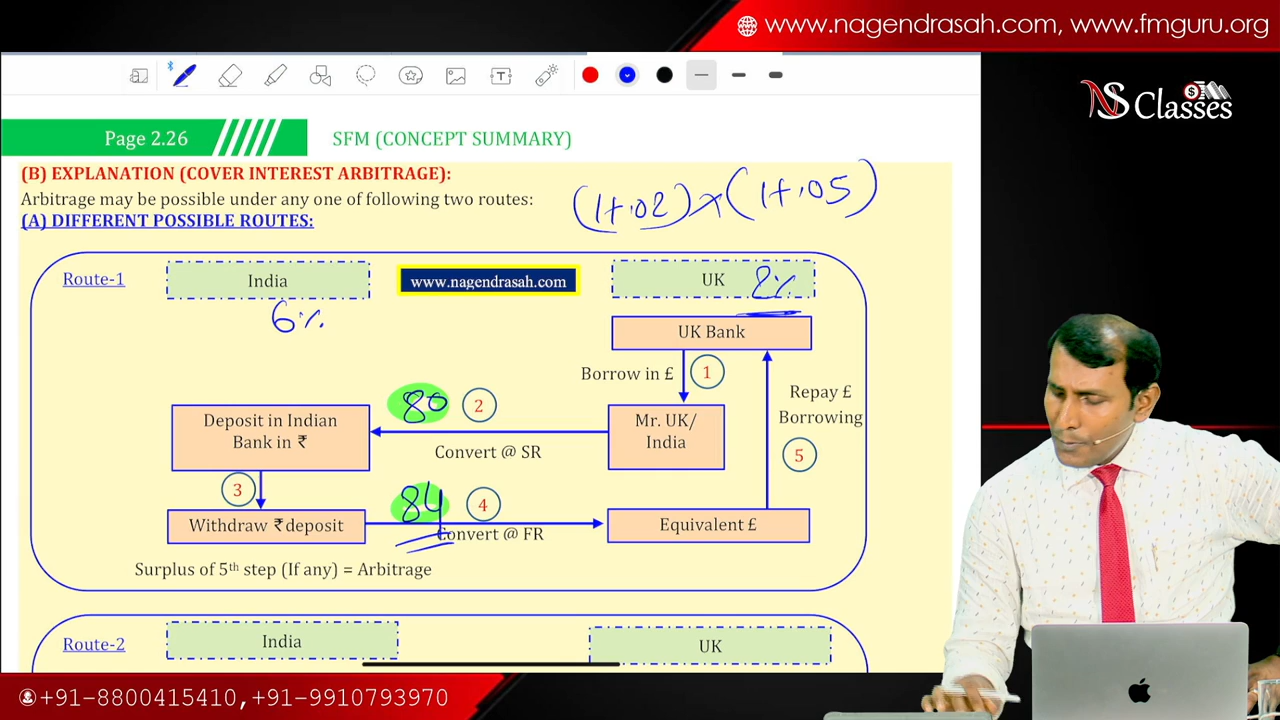 www.nagendrasah.com, www.fmguru.org
NS Classes
Page 2.26
SFM (CONCEPT SUMMARY)
(B) EXPLANATION (COVER INTEREST ARBITRAGE):
Arbitrage may be possible under any one of following two routes:
(1+.02)×(1+.05)
(A) DIFFERENT POSSIBLE ROUTES:
Route-1
India
www.nagendrasah.com
UK 8%
6%
UK Bank
Borrow in £
1
Repay £
Borrowing
5
80
2
Deposit in Indian
Bank in ₹
Mr. UK/
India
Convert @ SR
3
84
4
Withdraw ₹ deposit
Convert @ FR
Equivalent £
Surplus of 5th step (If any) = Arbitrage
Route-2
India
UK
+91-8800415410,+91-9910793970